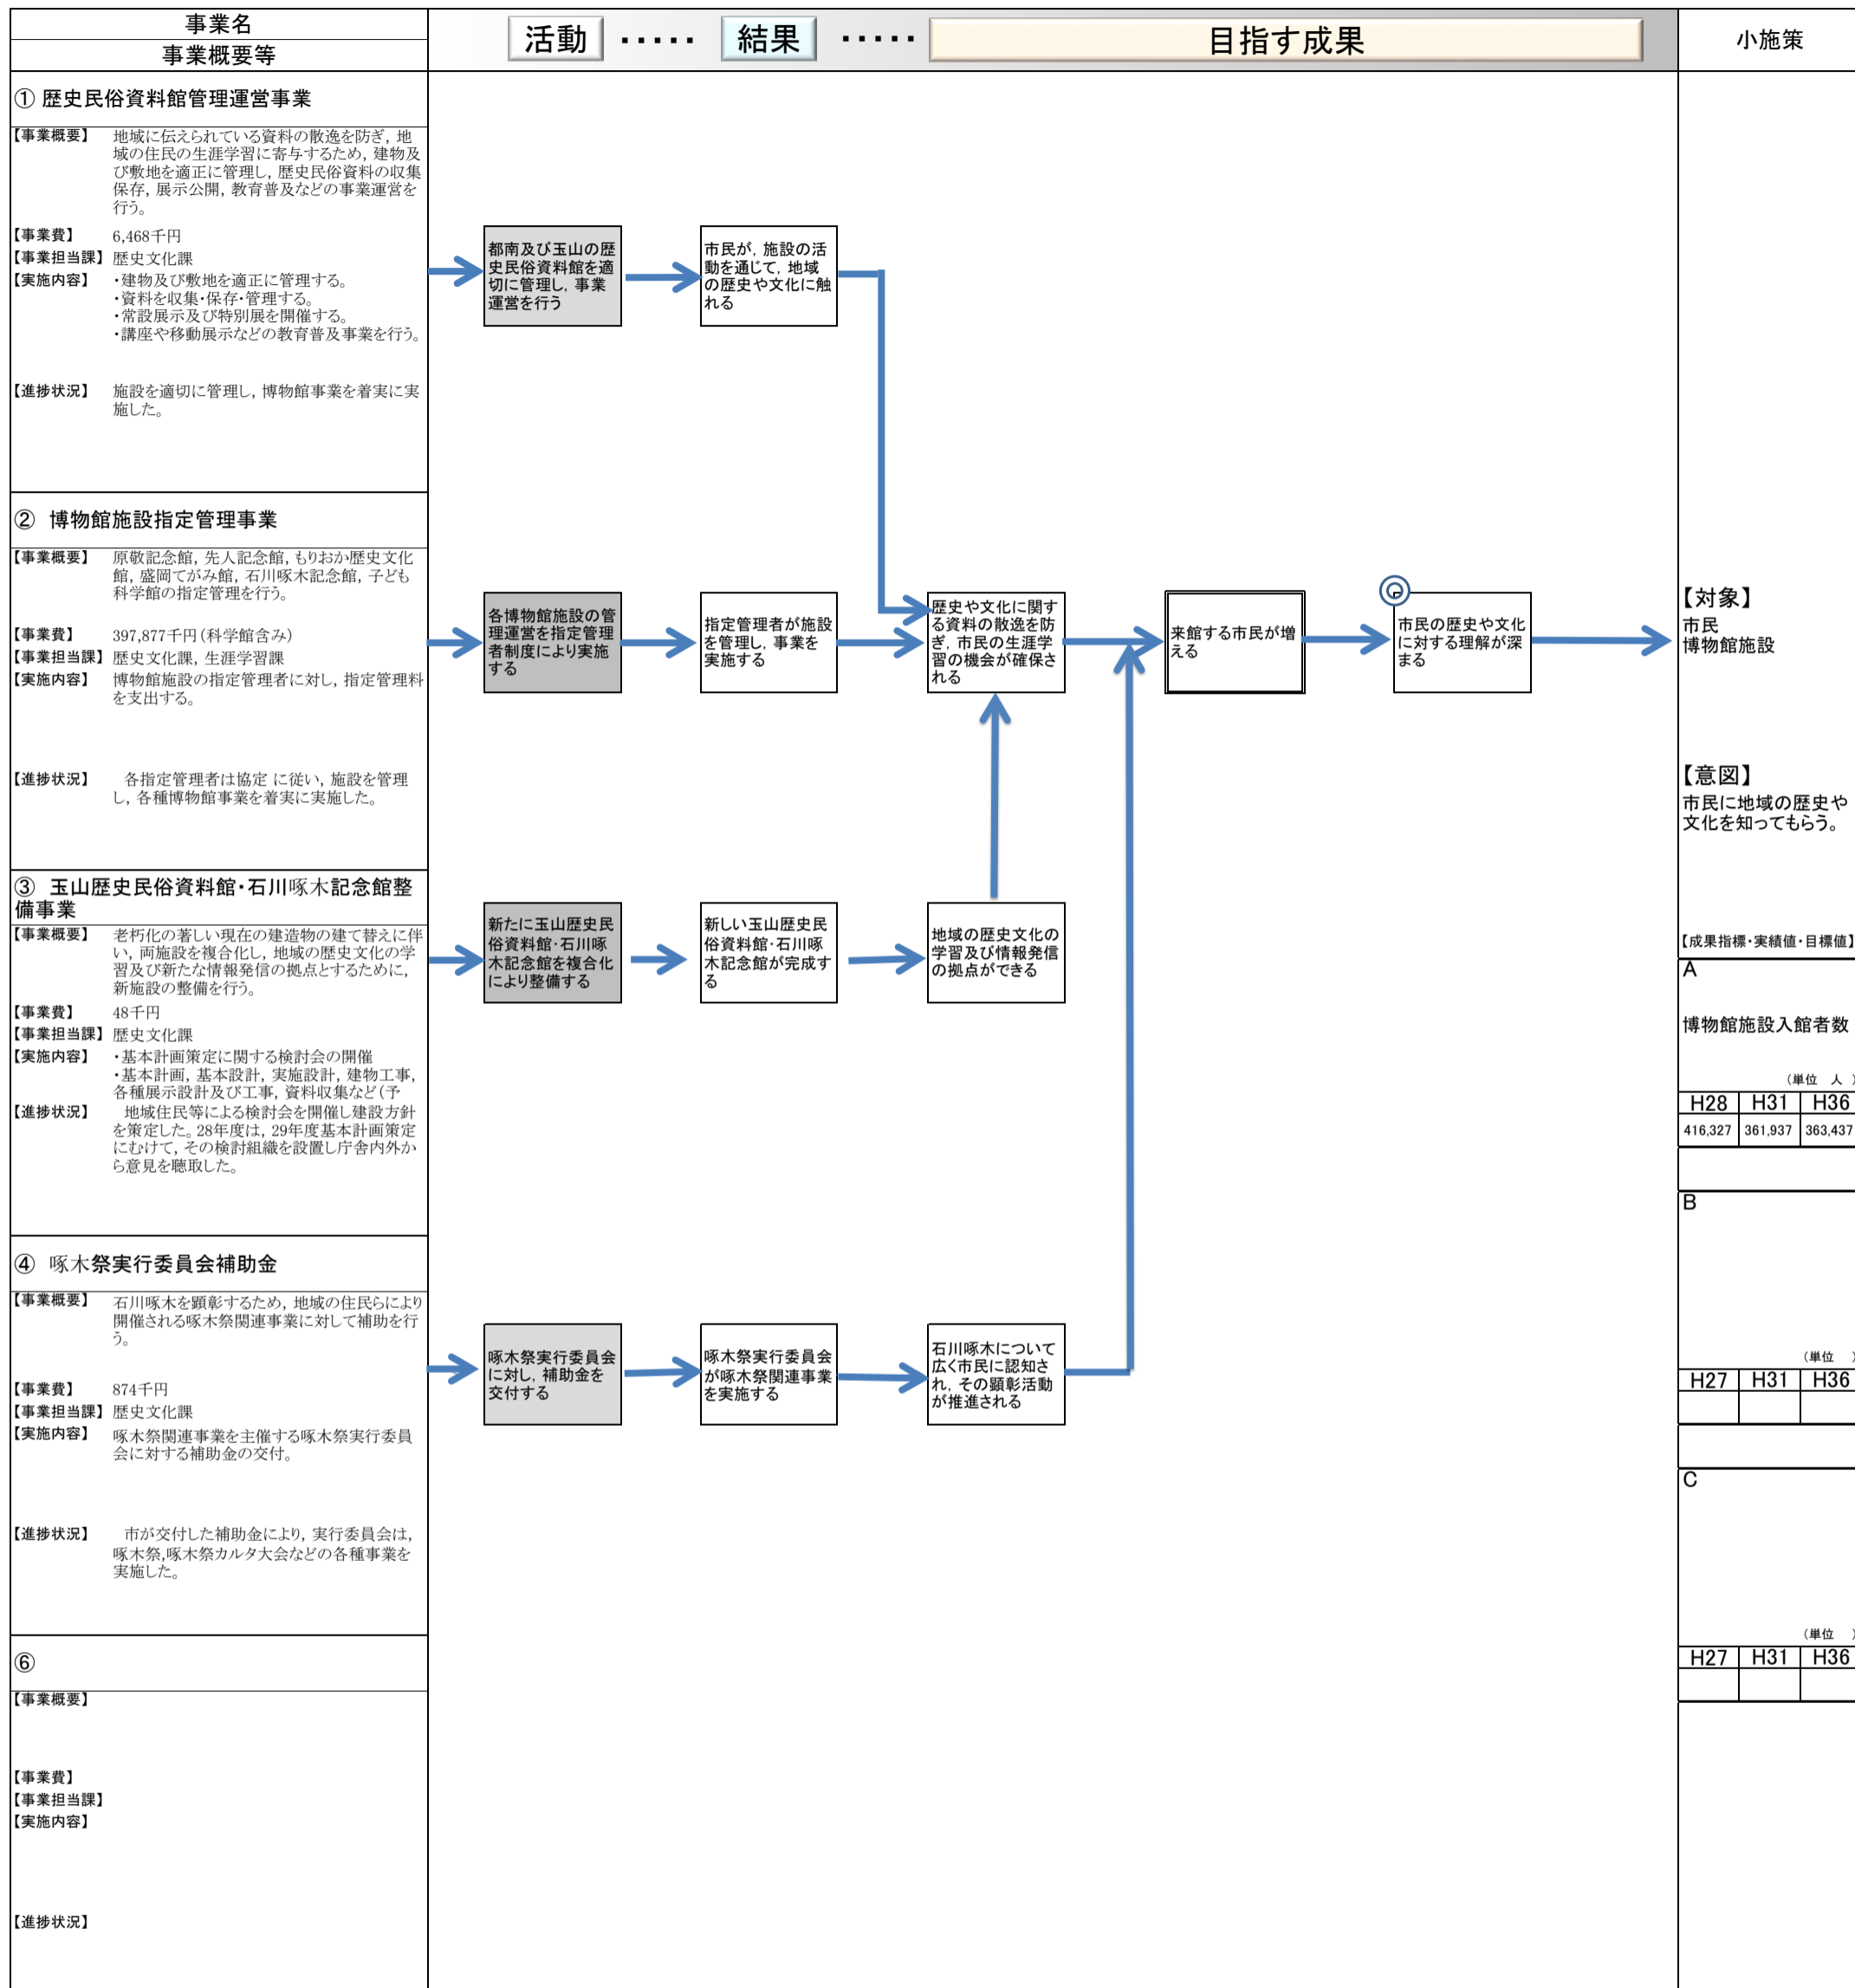 事業名
事業概要等
活動 ・・・・・ 結果 ・・・・・ 目指す成果
小施策
① 歴史民俗資料館管理運営事業
【事業概要】 地域に伝えられている資料の散逸を防ぎ，地
域の住民の生涯学習に寄与するため，建物及
び敷地を適正に管理し，歴史民俗資料の収集
保存，展示公開，教育普及などの事業運営を
行う。
【事業費】 6,468千円
【事業担当課】 歴史文化課
【実施内容】 ・建物及び敷地を適正に管理する。
・資料を収集・保存・管理する。
・常設展示及び特別展を開催する。
・講座や移動展示などの教育普及事業を行う。
【進捗状況】 施設を適切に管理し，博物館事業を着実に実
施した。
都南及び玉山の歴
史民俗資料館を適
切に管理し，事業
運営を行う
市民が，施設の活
動を通じて，地域
の歴史や文化に触
れる
② 博物館施設指定管理事業
【事業概要】 原敬記念館，先人記念館，もりおか歴史文化
館，盛岡てがみ館，石川啄木記念館，子ども
科学館の指定管理を行う。
【事業費】 397,877千円（科学館含み）
【事業担当課】 歴史文化課，生涯学習課
【実施内容】 博物館施設の指定管理者に対し，指定管理料
を支出する。
【進捗状況】 各指定管理者は協定 に従い，施設を管理
し，各種博物館事業を着実に実施した。
各博物館施設の管
理運営を指定管理
者制度により実施
する
指定管理者が施設
を管理し，事業を
実施する
歴史や文化に関す
る資料の散逸を防
ぎ，市民の生涯学
習の機会が確保さ
れる
来館する市民が増
える
◎
市民の歴史や文化
に対する理解が深
まる
③ 玉山歴史民俗資料館・石川啄木記念館整
備事業
【事業概要】 老朽化の著しい現在の建造物の建て替えに伴
い，両施設を複合化し，地域の歴史文化の学
習及び新たな情報発信の拠点とするために，
新施設の整備を行う。
【事業費】 48千円
【事業担当課】 歴史文化課
【実施内容】 ・基本計画策定に関する検討会の開催
・基本計画，基本設計，実施設計，建物工事，
各種展示設計及び工事，資料収集など（予
【進捗状況】 地域住民等による検討会を開催し建設方針
を策定した。28年度は，29年度基本計画策定
にむけて，その検討組織を設置し庁舎内外か
ら意見を聴取した。
新たに玉山歴史民
俗資料館・石川啄
木記念館を複合化
により整備する
新しい玉山歴史民
俗資料館・石川啄
木記念館が完成す
る
地域の歴史文化の
学習及び情報発信
の拠点ができる
④ 啄木祭実行委員会補助金
【事業概要】 石川啄木を顕彰するため，地域の住民らにより
開催される啄木祭関連事業に対して補助を行
う。
【事業費】 874千円
【事業担当課】 歴史文化課
【実施内容】 啄木祭関連事業を主催する啄木祭実行委員
会に対する補助金の交付。
【進捗状況】 市が交付した補助金により，実行委員会は，
啄木祭,啄木祭カルタ大会などの各種事業を
実施した。
啄木祭実行委員会
に対し，補助金を
交付する
啄木祭実行委員会
が啄木祭関連事業
を実施する
石川啄木について
広く市民に認知さ
れ，その顕彰活動
が推進される
⑥
【事業概要】
【事業費】
【事業担当課】
【実施内容】
【進捗状況】
【対象】
市民
博物館施設
【意図】
市民に地域の歴史や
文化を知ってもらう。
【成果指標・実績値・目標値】
A
博物館施設入館者数
（単位 人 ）
H28 H31 H36
416,327 361,937 363,437
B
（単位 ）
H27 H31 H36
C
（単位 ）
H27 H31 H36